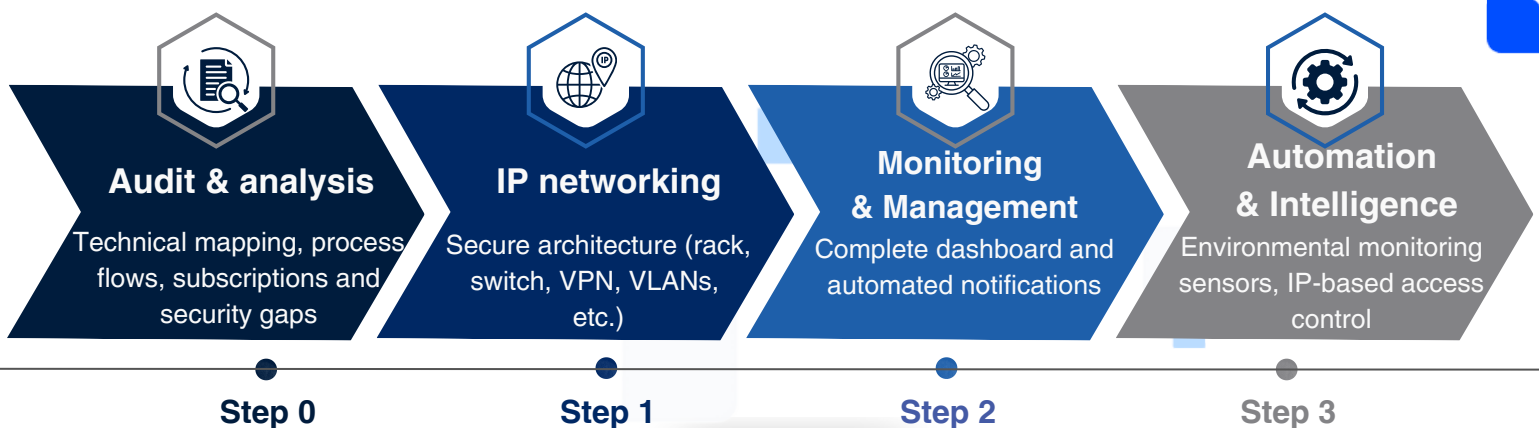 IP
Audit & analysis
Technical mapping, process
flows, subscriptions and
security gaps
IP networking
Secure architecture (rack,
switch, VPN, VLANs,
etc.)
Monitoring
& Management
Complete dashboard and
automated notifications
Automation
& Intelligence
Environmental monitoring
sensors, IP-based access
control
Step 0
Step 1
Step 2
Step 3